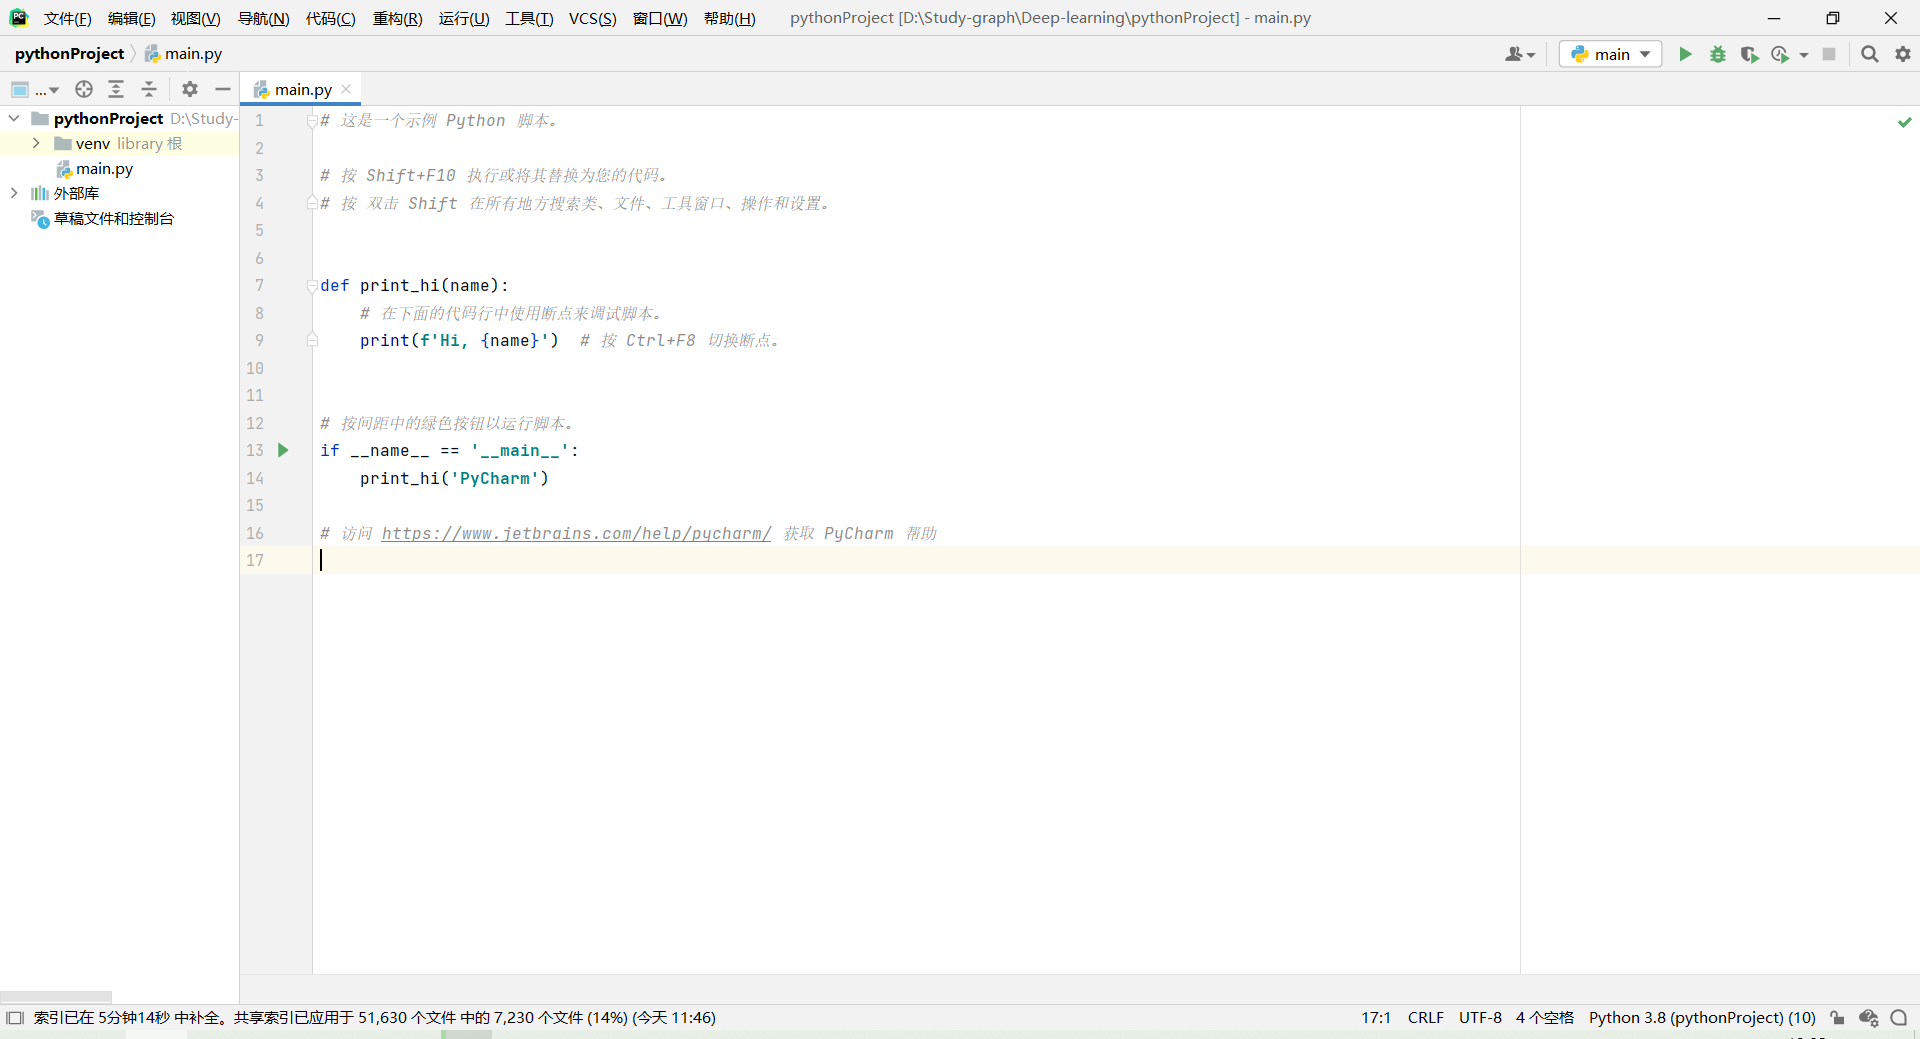 文件(F) 编辑(E) 视图(V) 导航(N) 代码(C) 重构(R) 运行(U) 工具(T) VCS(S) 窗口(W) 帮助(H) pythonProject [D:\Study-graph\Deep-learning\pythonProject] - main.py
pythonProject main.py main
... main.py
pythonProject D:\Study-
venv library 根
main.py
外部库
草稿文件和控制台
1 # 这是一个示例 Python 脚本。
2
3 # 按 Shift+F10 执行或将其替换为您的代码。
4 # 按 双击 Shift 在所有地方搜索类、文件、工具窗口、操作和设置。
5
6
7 def print_hi(name):
8 # 在下面的代码行中使用断点来调试脚本。
9 print(f'Hi, {name}') # 按 Ctrl+F8 切换断点。
10
11
12 # 按间距中的绿色按钮以运行脚本。
13 if __name__ == '__main__':
14 print_hi('PyCharm')
15
16 # 访问 https://www.jetbrains.com/help/pycharm/ 获取 PyCharm 帮助
17
索引已在 5分钟14秒 中补全。共享索引已应用于 51,630 个文件 中的 7,230 个文件 (14%) (今天 11:46) 17:1 CRLF UTF-8 4 个空格 Python 3.8 (pythonProject) (10)